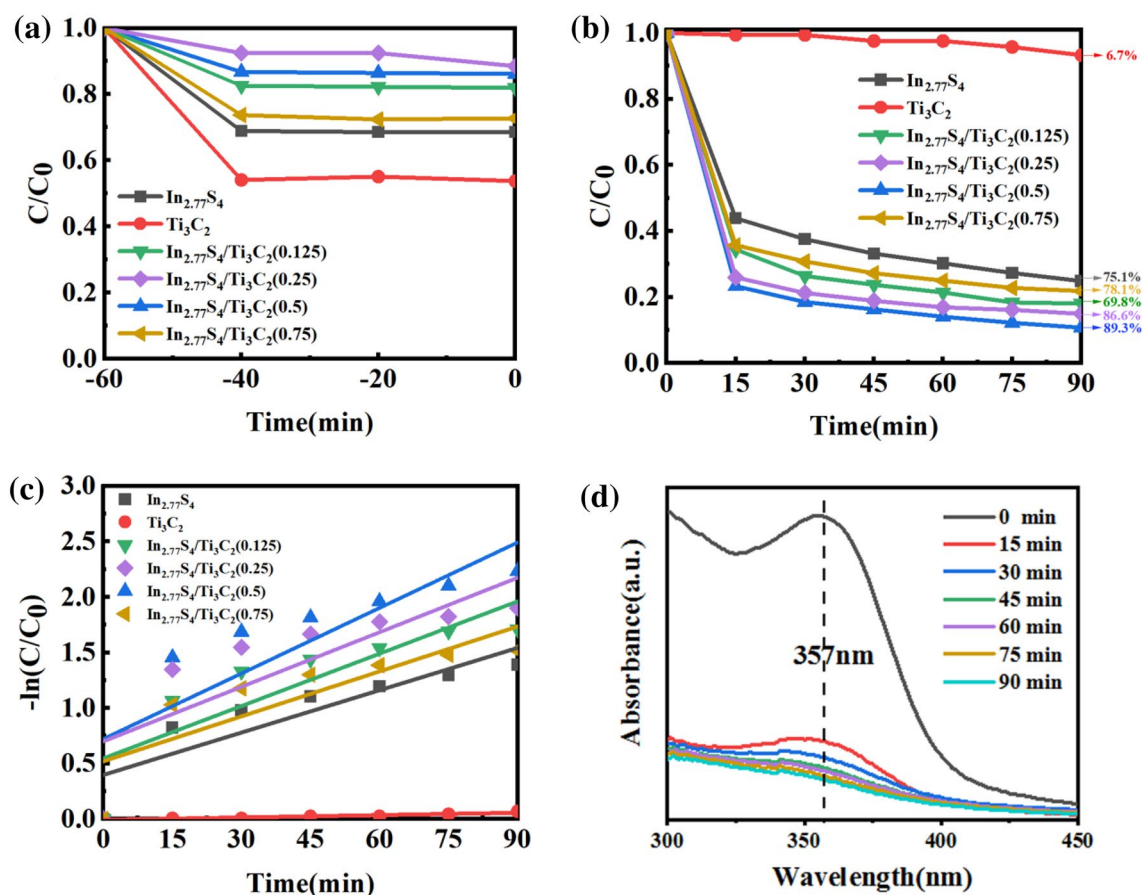 (a)
1.0
0.8
0.6
0.4
0.2
0.0
C/C₀
In₂.₇₇S₄
Ti₃C₂
In₂.₇₇S₄/Ti₃C₂(0.125)
In₂.₇₇S₄/Ti₃C₂(0.25)
In₂.₇₇S₄/Ti₃C₂(0.5)
In₂.₇₇S₄/Ti₃C₂(0.75)
-60 -40 -20 0
Time(min)
(b)
1.0
0.8
0.6
0.4
0.2
0.0
C/C₀
In₂.₇₇S₄
Ti₃C₂
In₂.₇₇S₄/Ti₃C₂(0.125)
In₂.₇₇S₄/Ti₃C₂(0.25)
In₂.₇₇S₄/Ti₃C₂(0.5)
In₂.₇₇S₄/Ti₃C₂(0.75)
6.7%
75.1%
78.1%
69.8%
86.6%
89.3%
0 15 30 45 60 75 90
Time(min)
(c)
3.0
2.5
2.0
1.5
1.0
0.5
0.0
-ln(C/C₀)
In₂.₇₇S₄
Ti₃C₂
In₂.₇₇S₄/Ti₃C₂(0.125)
In₂.₇₇S₄/Ti₃C₂(0.25)
In₂.₇₇S₄/Ti₃C₂(0.5)
In₂.₇₇S₄/Ti₃C₂(0.75)
0 15 30 45 60 75 90
Time(min)
(d)
Absorbance(a.u.)
357nm
0 min
15 min
30 min
45 min
60 min
75 min
90 min
300 350 400 450
Wavelength(nm)